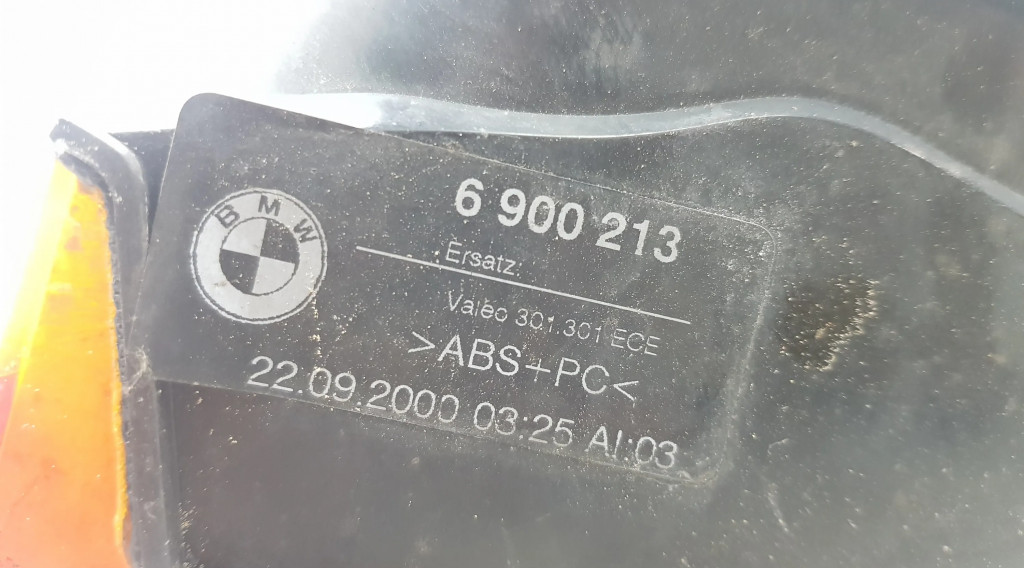 BMW
6 900 213
Ersatz:
Valeo 301 301 ECE
>ABS+PC<
22.09.2000 03:25 AI:03